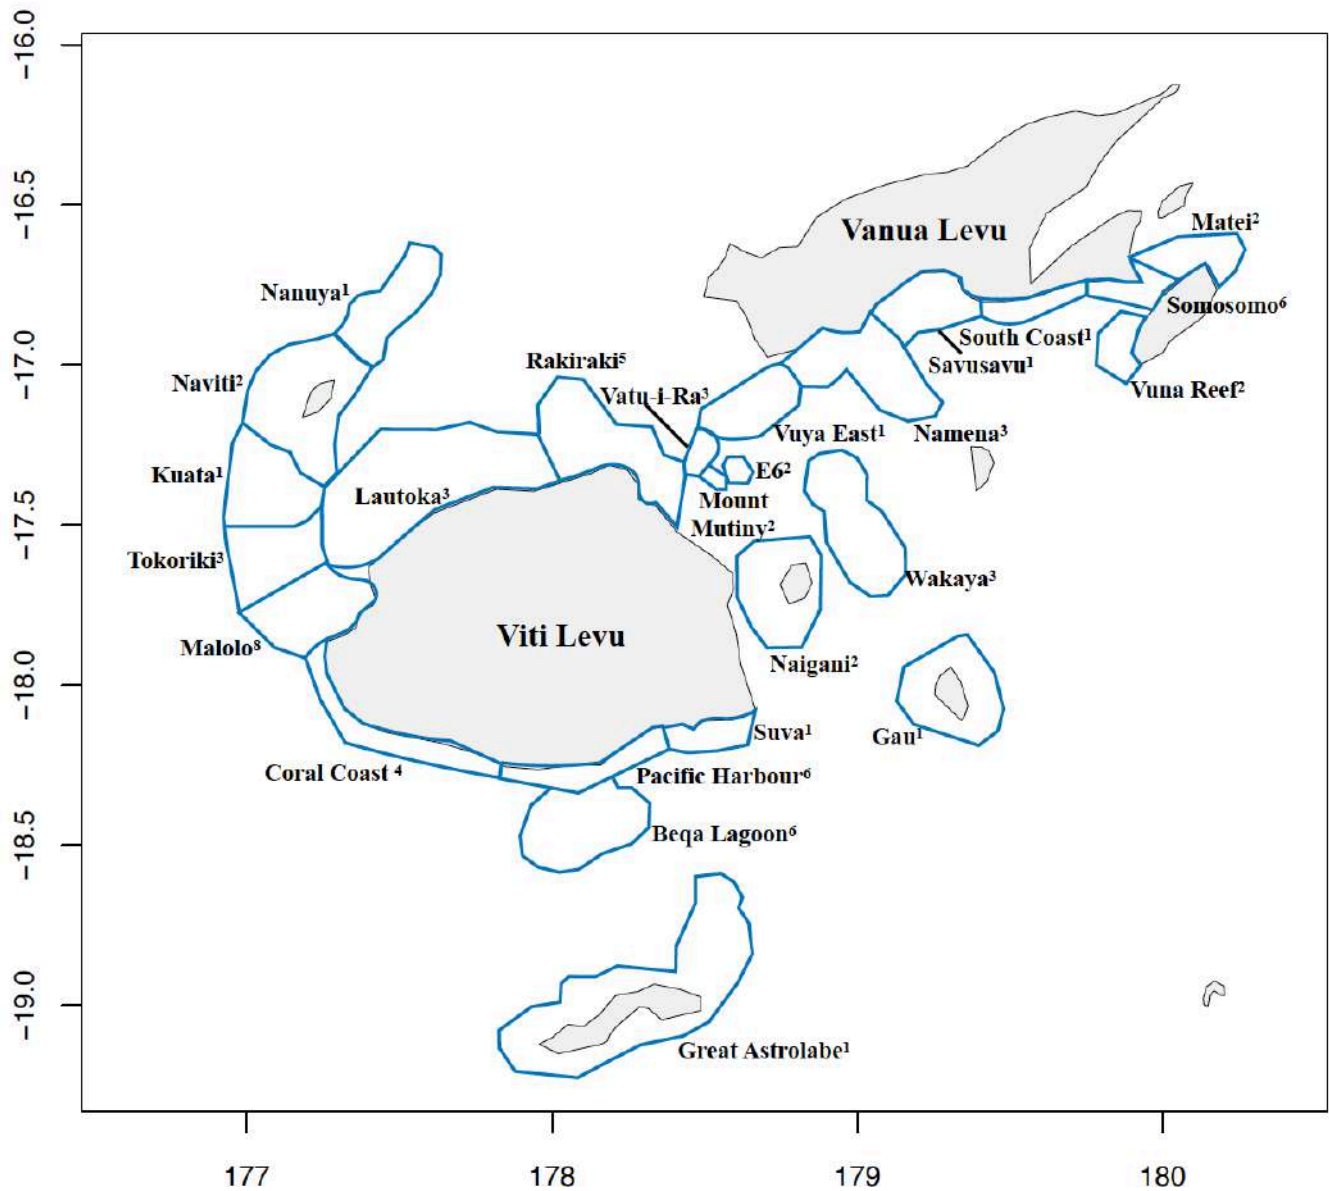 −16.0
−16.5
−17.0
−17.5
−18.0
−18.5
−19.0
Vanua Levu
Matei²
Nanuya¹
Somosomo⁶
South Coast¹
Rakiraki⁵
Savusavu¹
Naviti²
Vatu-i-Ra³
Vuna Reef²
Vuya East¹
Namena³
Kuata¹
E6²
Lautoka³
Mount
Mutiny²
Tokoriki³
Wakaya³
Viti Levu
Malolo⁸
Naigani²
Suva¹
Gau¹
Coral Coast ⁴
Pacific Harbour⁶
Beqa Lagoon⁶
Great Astrolabe¹
177
178
179
180